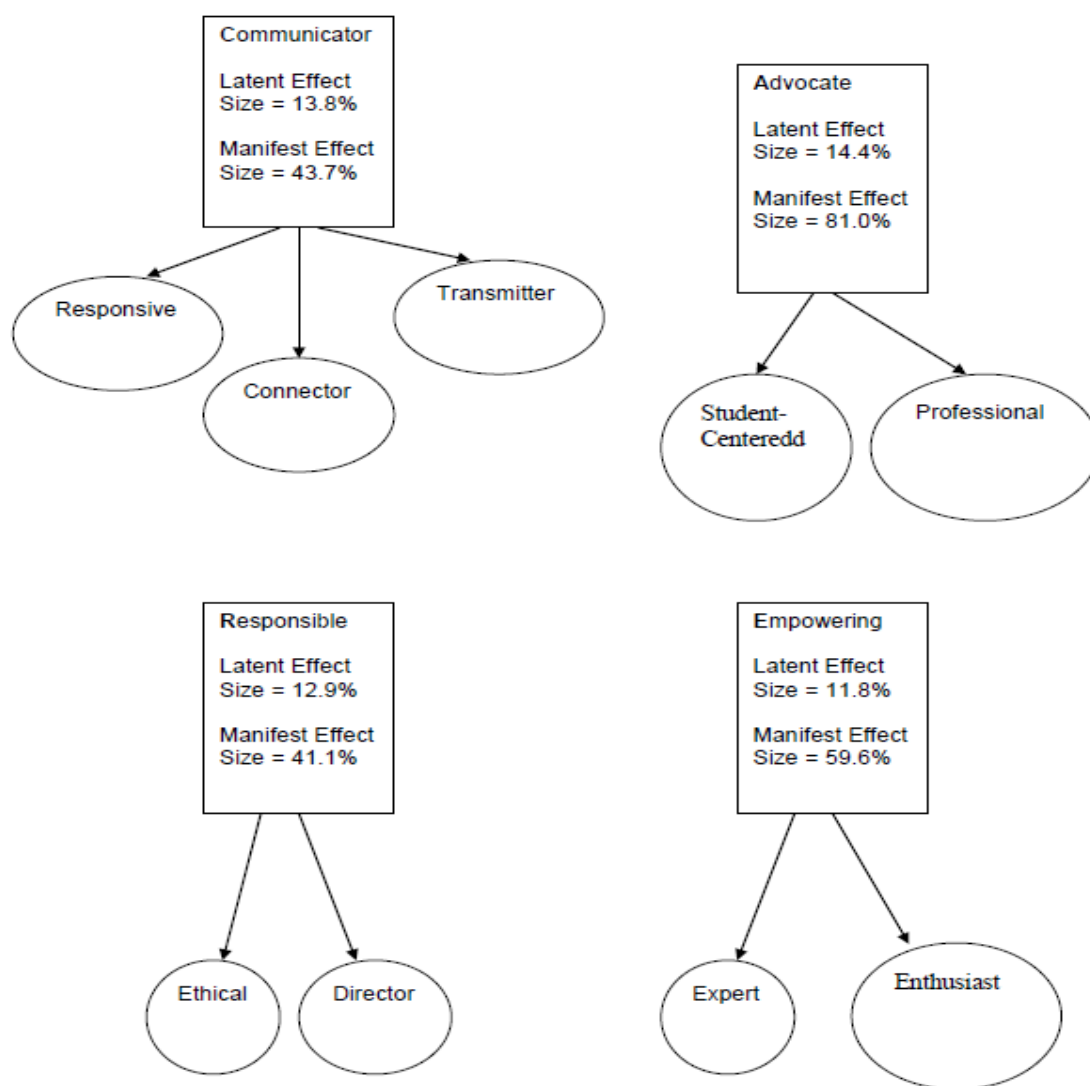 Communicator
Latent Effect
Size = 13.8%
Manifest Effect
Size = 43.7%
Responsive
Connector
Transmitter
Advocate
Latent Effect
Size = 14.4%
Manifest Effect
Size = 81.0%
Student-
Centeredd
Professional
Responsible
Latent Effect
Size = 12.9%
Manifest Effect
Size = 41.1%
Ethical
Director
Empowering
Latent Effect
Size = 11.8%
Manifest Effect
Size = 59.6%
Expert
Enthusiast